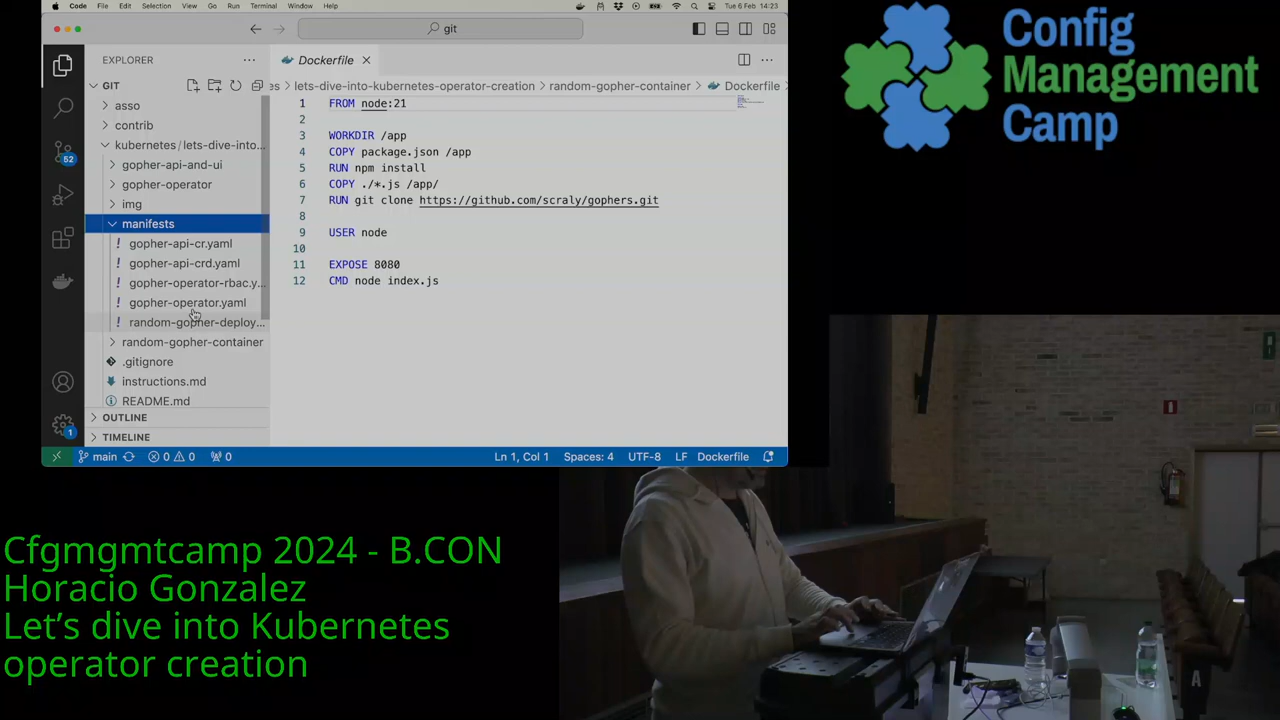 Code File Edit Selection View Go Run Terminal Window Help
Tue 6 Feb 14:23
git
EXPLORER
GIT
asso
contrib
kubernetes / lets-dive-into...
gopher-api-and-ui
gopher-operator
img
manifests
! gopher-api-cr.yaml
! gopher-api-crd.yaml
! gopher-operator-rbac.y...
! gopher-operator.yaml
! random-gopher-deploy...
random-gopher-container
.gitignore
instructions.md
README.md
OUTLINE
TIMELINE
52
1
Dockerfile
es > lets-dive-into-kubernetes-operator-creation > random-gopher-container > Dockerfile
1 FROM node:21
2
3 WORKDIR /app
4 COPY package.json /app
5 RUN npm install
6 COPY ./*.js /app/
7 RUN git clone https://github.com/scraly/gophers.git
8
9 USER node
10
11 EXPOSE 8080
12 CMD node index.js
main 0 0 0 Ln 1, Col 1 Spaces: 4 UTF-8 LF Dockerfile
Config
Management
Camp
A
Cfgmgmtcamp 2024 - B.CON
Horacio Gonzalez
Let's dive into Kubernetes
operator creation